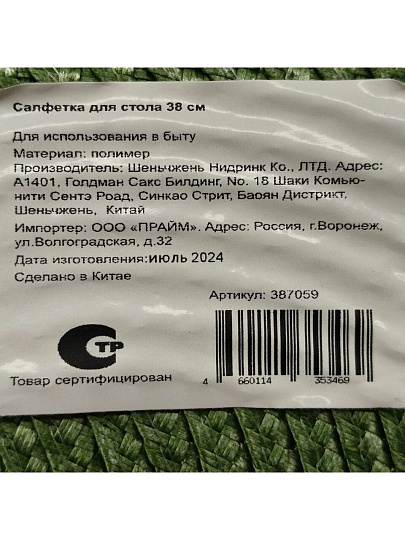 Салфетка для стола 38 см
Для использования в быту
Материал: полимер
Производитель: Шеньчжень Нидринк Ко., ЛТД. Адрес:
А1401, Голдман Сакс Билдинг, No. 18 Шаки Комью-
нити Сентэ Роад, Синкао Стрит, Баоян Дистрикт,
Шеньчжень, Китай
Импортер: ООО «ПРАЙМ». Адрес: Россия, г.Воронеж,
ул.Волгоградская, д.32
Дата изготовления:ИЮЛЬ 2024
Сделано в Китае
Артикул: 387059
ТР
Товар сертифицирован
4 660114 353469